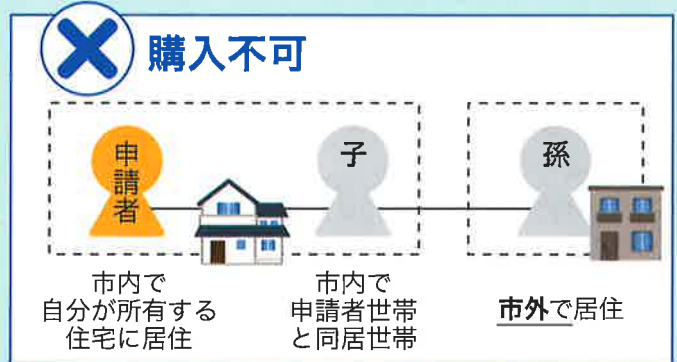 購入不可
申請者
子
孫
市内で
自分が所有する
住宅に居住
市内で
申請者世帯
と同居世帯
市外で居住